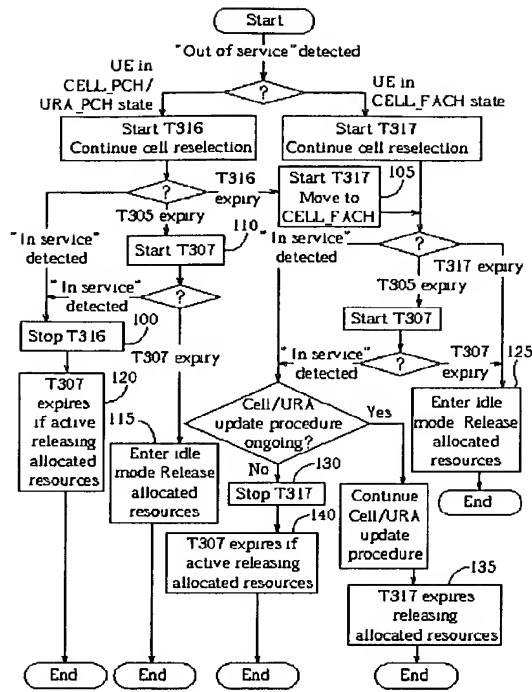 Start
"Out of service" detected
UE in
CELL_PCH/
URA_PCH state
?
UE in
CELL_FACH state
Start T316
Continue cell reselection
Start T317
Continue cell reselection
?
T316
expiry
Start T317
Move to
CELL_FACH
105
T305 expiry
110
"In service"
detected
Start T307
"In service"
detected
?
T317 expiry
"In service"
detected
?
T305 expiry
Start T307
100
Stop T316
T307 expiry
"In service"
detected
?
T307
expiry
125
120
T307
expires
if active
releasing
allocated
resources
115
Enter idle
mode Release
allocated
resources
Cell/URA
update procedure
ongoing?
Yes
Enter idle
mode Release
allocated
resources
No
130
Stop T317
End
140
T307 expires if
active releasing
allocated resources
Continue
Cell/URA
update
procedure
135
T317 expires
releasing
allocated resources
End
End
End
End